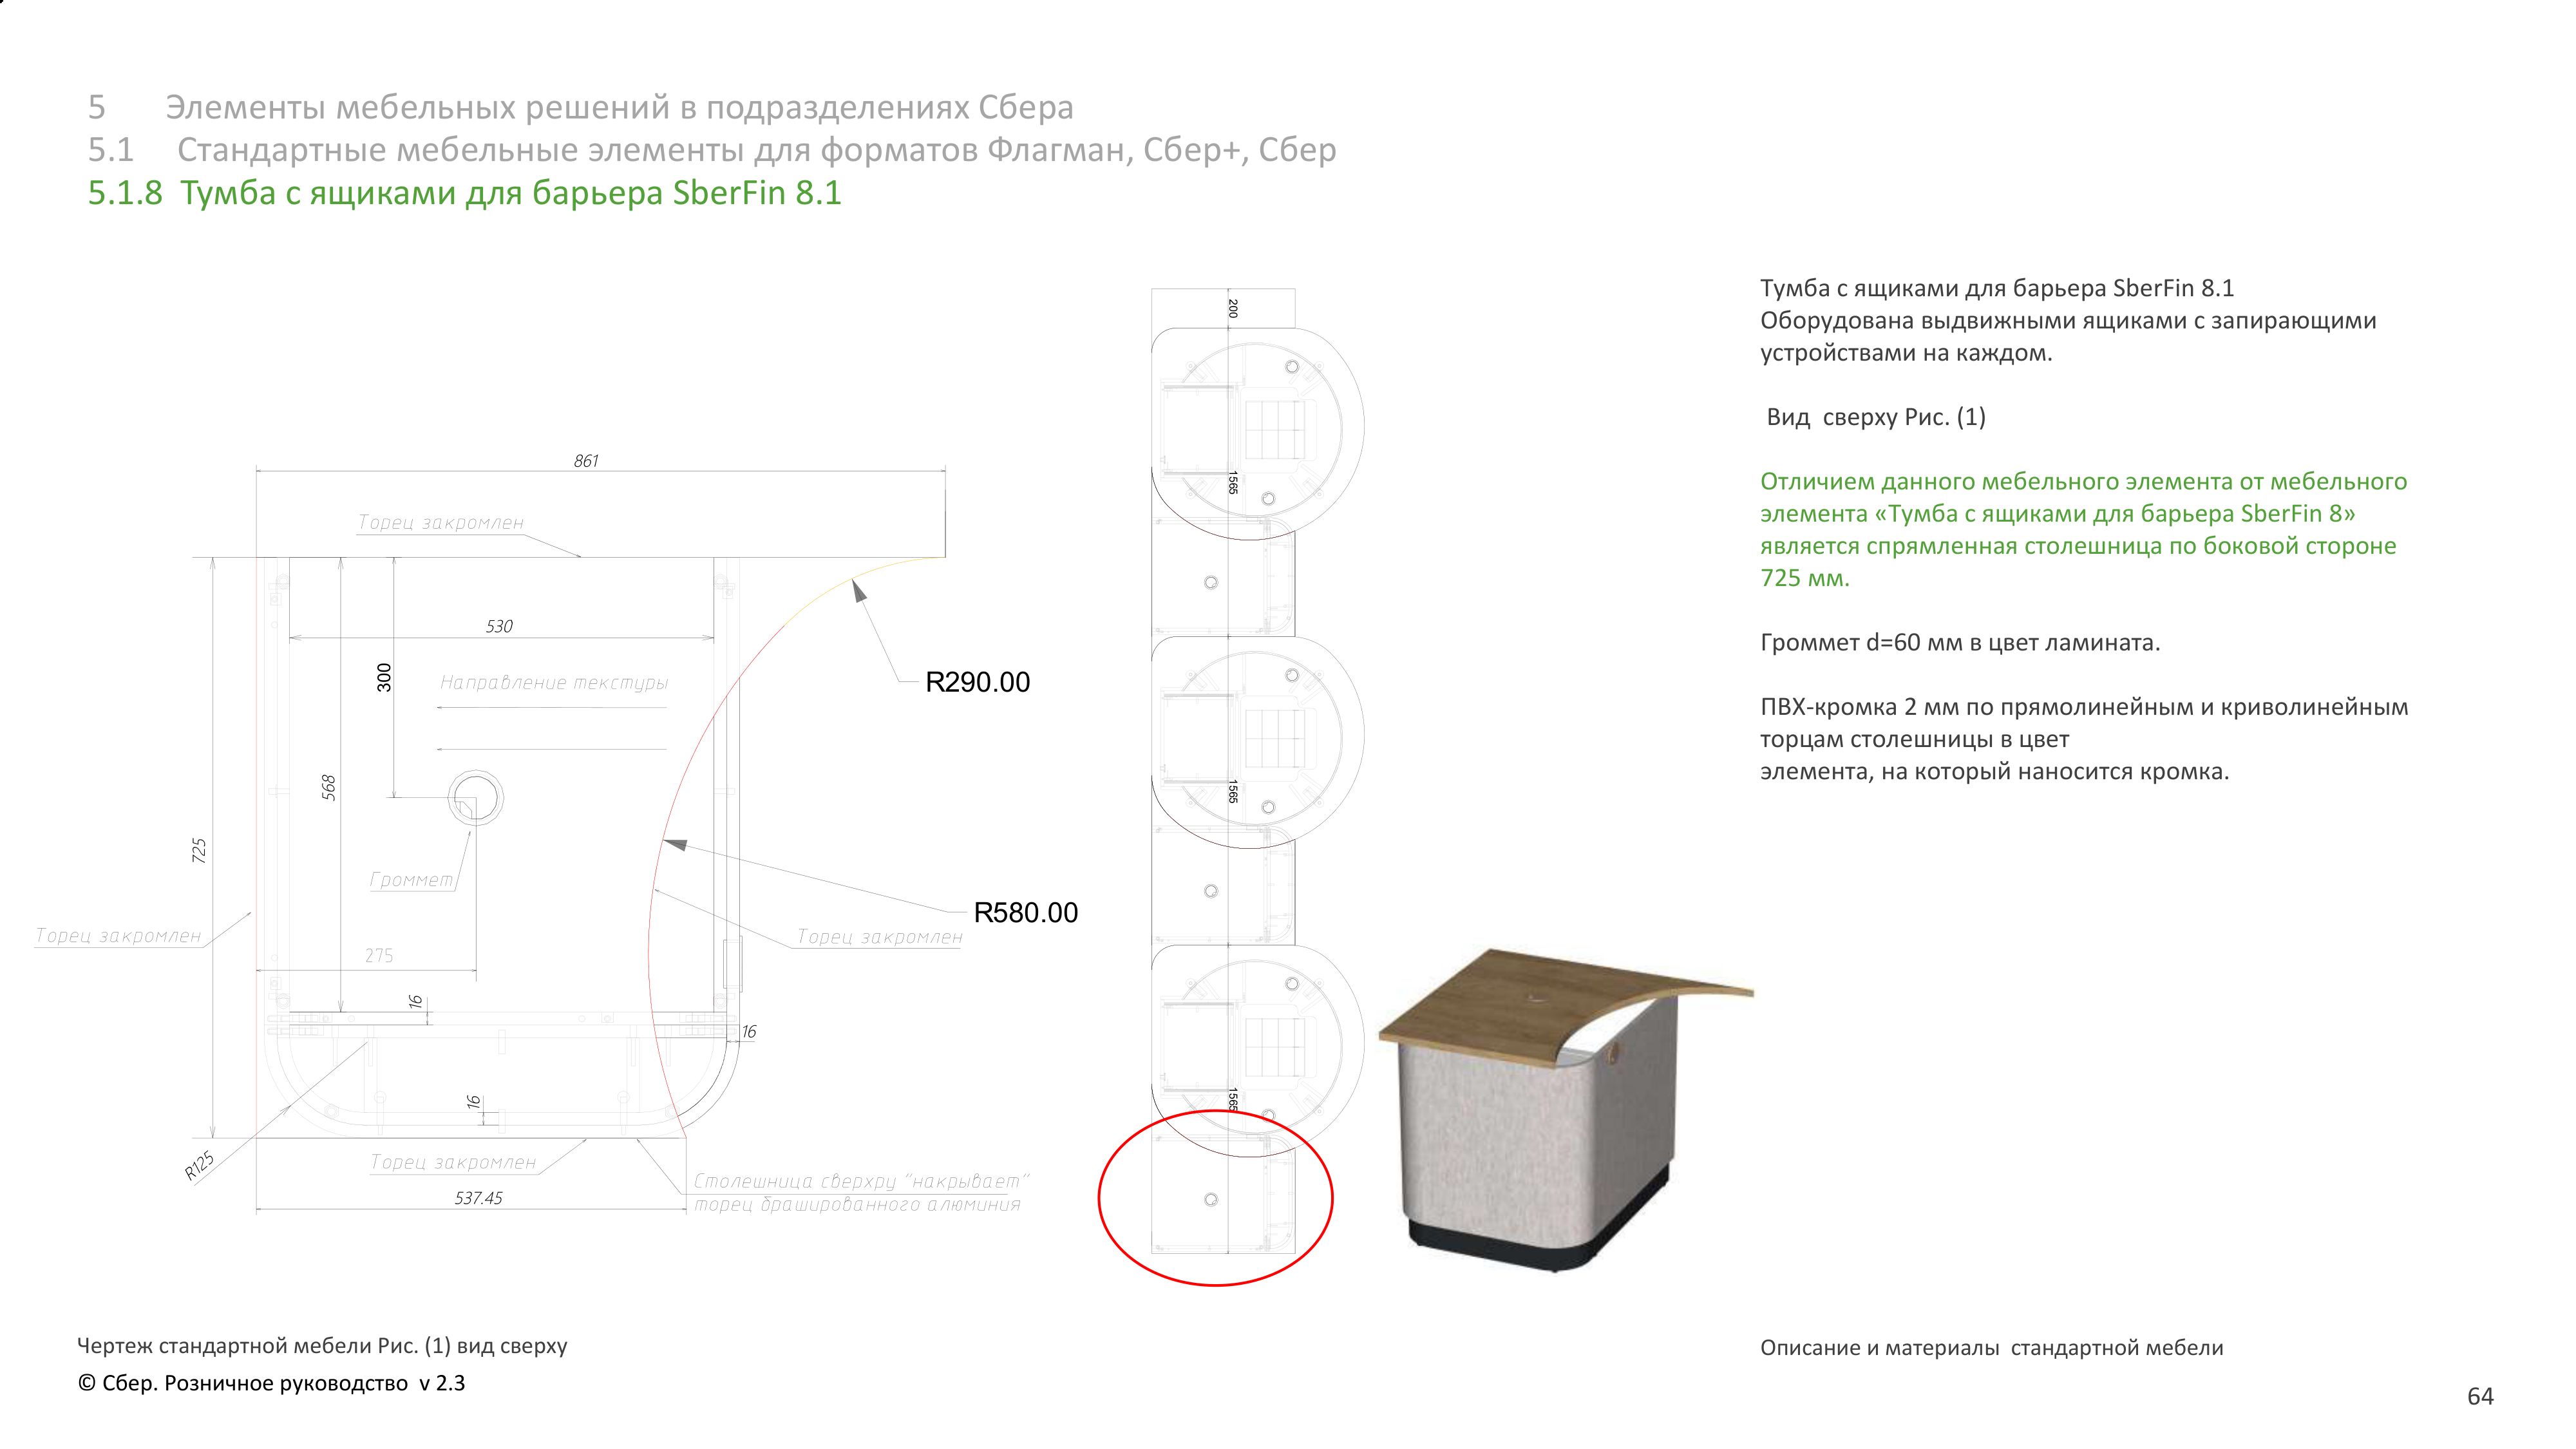 5 Элементы мебельных решений в подразделениях Сбера
5.1 Стандартные мебельные элементы для форматов Флагман, Сбер+, Сбер
5.1.8 Тумба с ящиками для барьера SberFin 8.1
861
Торец закромлен
530
300
Направление текстуры
R290.00
568
725
Громмет
R580.00
Торец закромлен
Торец закромлен
275
16
16
16
R125
Торец закромлен
Столешница сверхру "накрывает"
торец брашированного алюминия
537.45
200
1565
1565
1565
Тумба с ящиками для барьера SberFin 8.1
Оборудована выдвижными ящиками с запирающими
устройствами на каждом.
Вид сверху Рис. (1)
Отличием данного мебельного элемента от мебельного
элемента «Тумба с ящиками для барьера SberFin 8»
является спрямленная столешница по боковой стороне
725 мм.
Громмет d=60 мм в цвет ламината.
ПВХ-кромка 2 мм по прямолинейным и криволинейным
торцам столешницы в цвет
элемента, на который наносится кромка.
Чертеж стандартной мебели Рис. (1) вид сверху
Описание и материалы стандартной мебели
© Сбер. Розничное руководство v 2.3
64